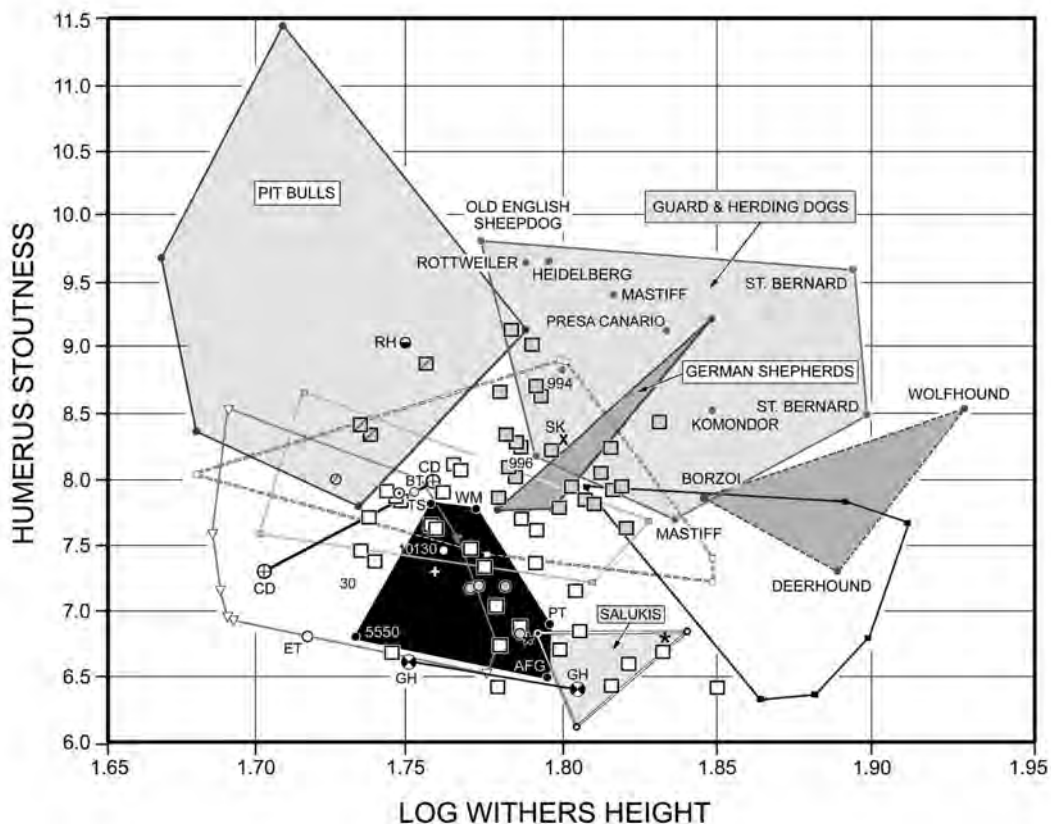 11.5
11.0
10.5
10.0
9.5
9.0
8.5
8.0
7.5
7.0
6.5
6.0
HUMERUS STOUTNESS
PIT BULLS
OLD ENGLISH
SHEEPDOG
GUARD & HERDING DOGS
ROTTWEILER
HEIDELBERG
ST. BERNARD
MASTIFF
PRESA CANARIO
RH
994
GERMAN SHEPHERDS
WOLFHOUND
ST. BERNARD
SK
X
KOMONDOR
996
CD
BT
WM
BORZOI
TS
MASTIFF
0130
30
CD
DEERHOUND
PT
SALUKIS
5550
ET
AFG
GH
GH
1.65
1.70
1.75
1.80
1.85
1.90
1.95
LOG WITHERS HEIGHT